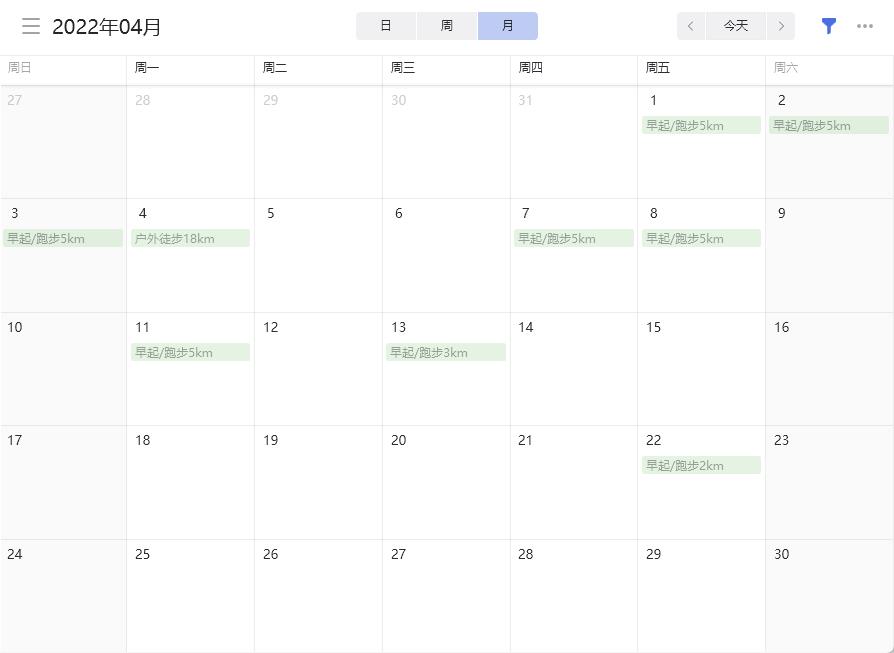 2022年04月 日 周 月 今天
周日 周一 周二 周三 周四 周五 周六
27 28 29 30 31 1 2
早起/跑步5km 早起/跑步5km
3 4 5 6 7 8 9
早起/跑步5km 户外徒步18km 早起/跑步5km 早起/跑步5km
10 11 12 13 14 15 16
早起/跑步5km 早起/跑步3km
17 18 19 20 21 22 23
早起/跑步2km
24 25 26 27 28 29 30